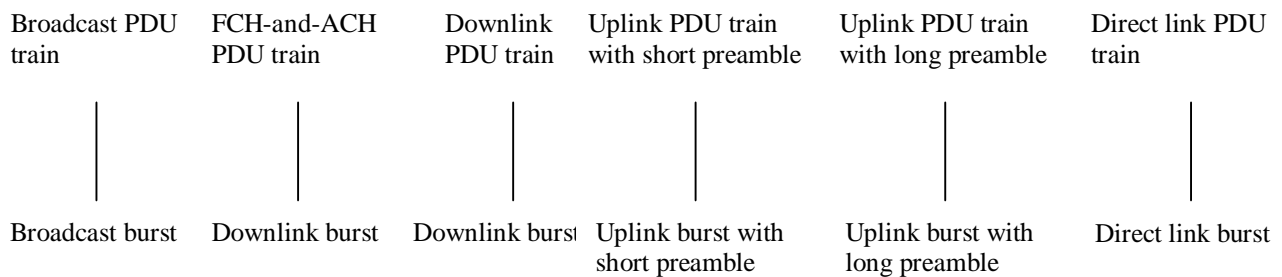 Broadcast PDU train
FCH-and-ACH PDU train
Downlink PDU train
Uplink PDU train with short preamble
Uplink PDU train with long preamble
Direct link PDU train
Broadcast burst
Downlink burst
Downlink burst
Uplink burst with short preamble
Uplink burst with long preamble
Direct link burst